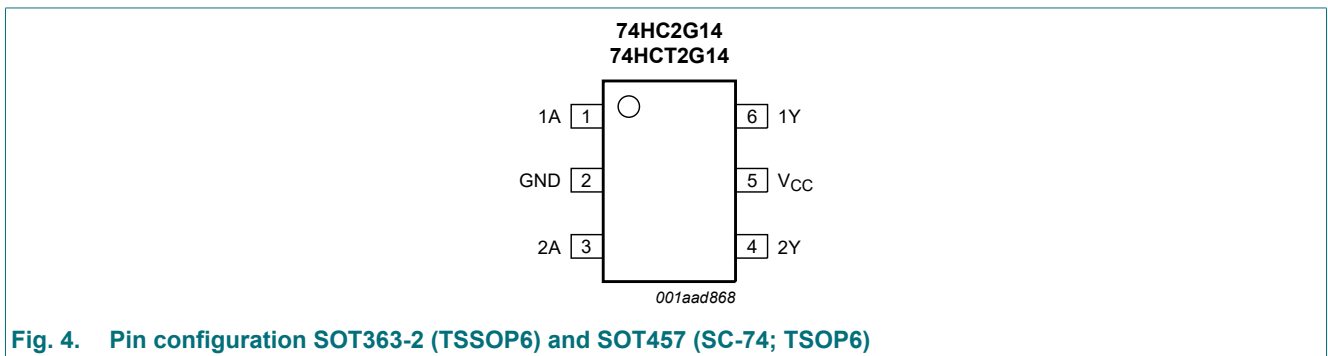 74HC2G14
74HCT2G14
1A 1 6 1Y
GND 2 5 VCC
2A 3 4 2Y
001aad868
Fig. 4. Pin configuration SOT363-2 (TSSOP6) and SOT457 (SC-74; TSOP6)